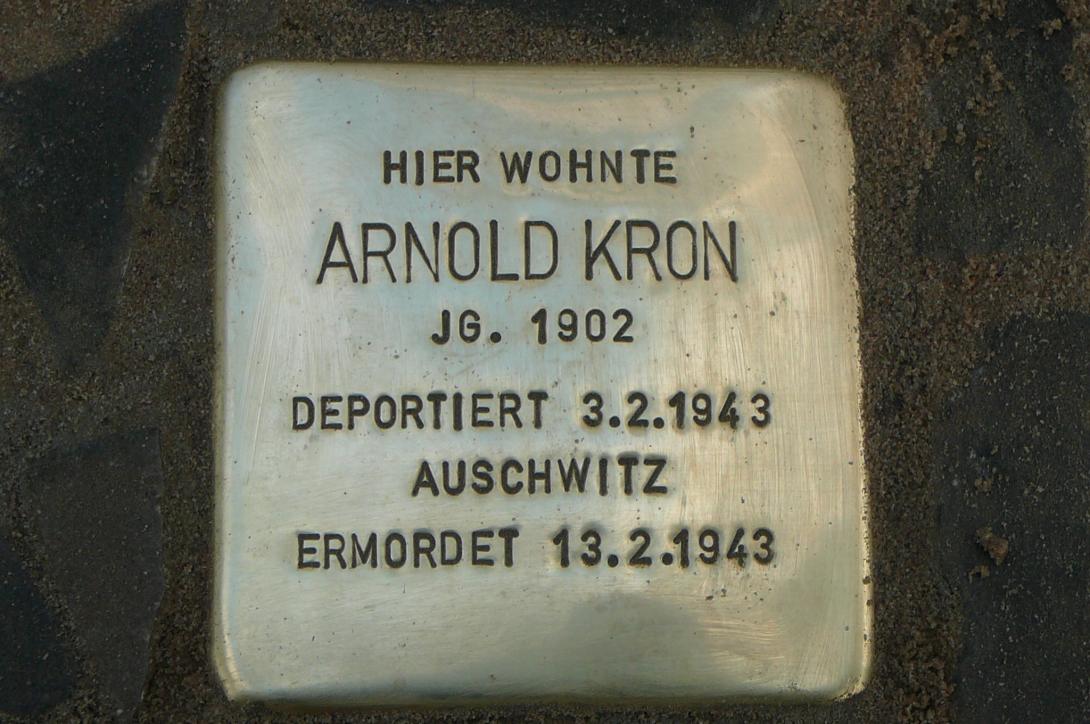 HIER WOHNTE
ARNOLD KRON
JG. 1902
DEPORTIERT 3.2.1943
AUSCHWITZ
ERMORDET 13.2.1943